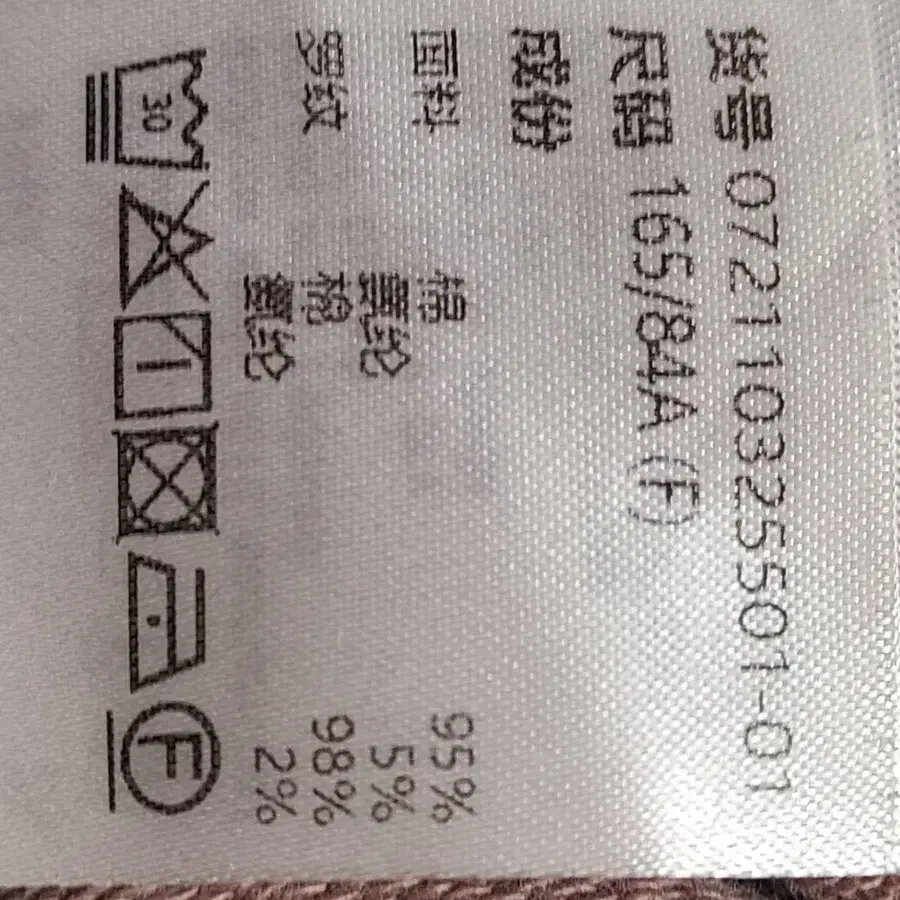 货号 072110325501-01
尺码 165/84A (F)
成份
面料 棉 95%
氨纶 5%
罗纹 棉 98%
氨纶 2%
30
F